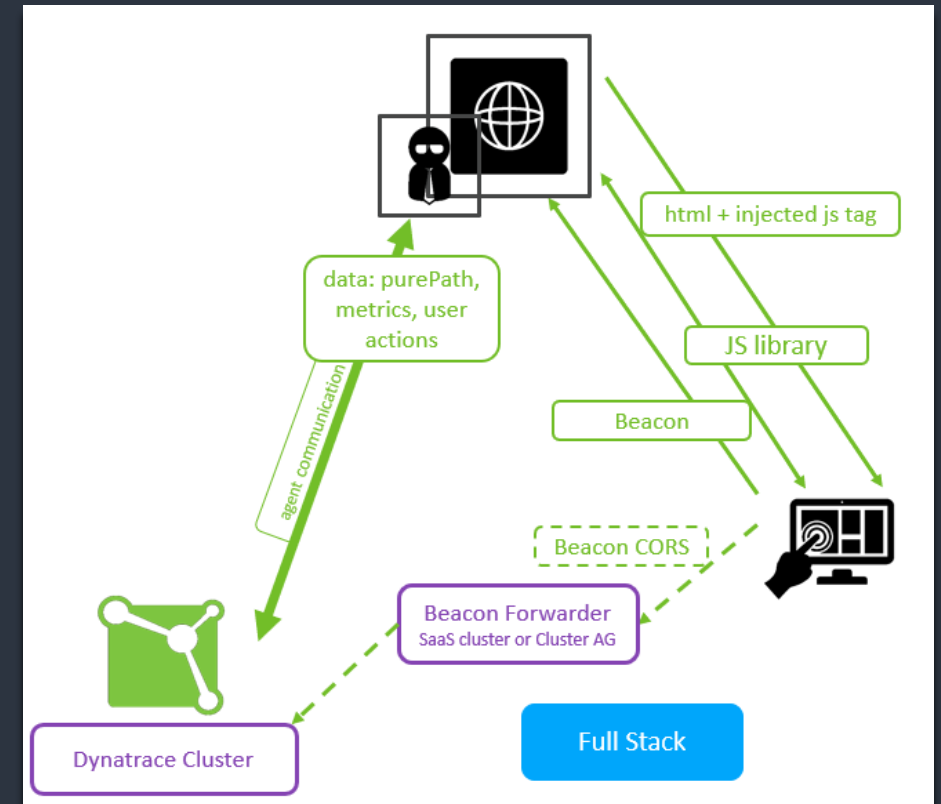 html + injected js tag
data: purePath,
metrics, user
actions
JS library
agent communication
Beacon
Beacon CORS
Beacon Forwarder
SaaS cluster or Cluster AG
Full Stack
Dynatrace Cluster